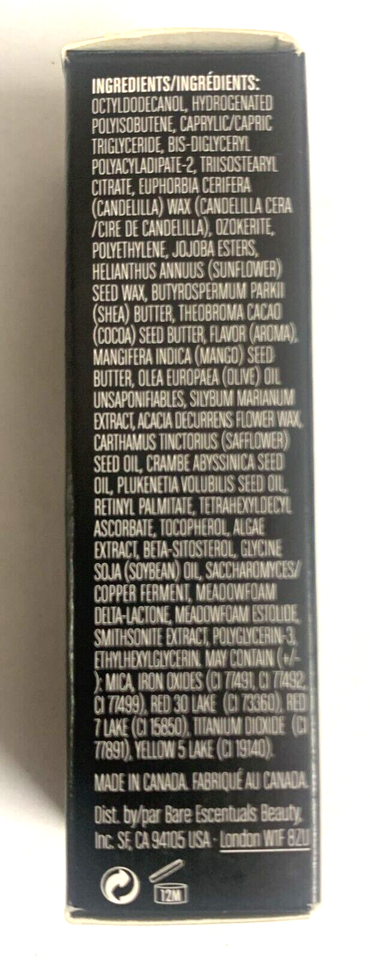 INGREDIENTS/INGRÉDIENTS:
OCTYLDODECANOL, HYDROGENATED
POLYISOBUTENE, CAPRYLIC/CAPRIC
TRIGLYCERIDE, BIS-DIGLYCERYL
POLYACYLADIPATE-2, TRIISOSTEARYL
CITRATE, EUPHORBIA CERIFERA
(CANDELILLA) WAX (CANDELILLA CERA
/CIRE DE CANDELILLA), OZOKERITE,
POLYETHYLENE, JOJOBA ESTERS,
HELIANTHUS ANNUUS (SUNFLOWER)
SEED WAX, BUTYROSPERMUM PARKII
(SHEA) BUTTER, THEOBROMA CACAO
(COCOA) SEED BUTTER, FLAVOR (AROMA),
MANGIFERA INDICA (MANGO) SEED
BUTTER, OLEA EUROPAEA (OLIVE) OIL
UNSAPONIFIABLES, SILYBUM MARIANUM
EXTRACT, ACACIA DECURRENS FLOWER WAX,
CARTHAMUS TINCTORIUS (SAFFLOWER)
SEED OIL, CRAMBE ABYSSINICA SEED
OIL, PLUKENETIA VOLUBILIS SEED OIL,
RETINYL PALMITATE, TETRAHEXYLDECYL
ASCORBATE, TOCOPHEROL, ALGAE
EXTRACT, BETA-SITOSTEROL, GLYCINE
SOJA (SOYBEAN) OIL, SACCHAROMYCES/
COPPER FERMENT, MEADOWFOAM
DELTA-LACTONE, MEADOWFOAM ESTOLIDE,
SMITHSONITE EXTRACT, POLYGLYCERIN-3,
ETHYLHEXYLGLYCERIN. MAY CONTAIN (+/-
): MICA, IRON OXIDES (CI 77491, CI 77492,
CI 77499), RED 30 LAKE (CI 73360), RED
7 LAKE (CI 15850), TITANIUM DIOXIDE (CI
77891), YELLOW 5 LAKE (CI 19140).
MADE IN CANADA. FABRIQUÉ AU CANADA.
Dist. by/par Bare Escentuals Beauty,
Inc. SF, CA 94105 USA · London W1F 8ZU
12M